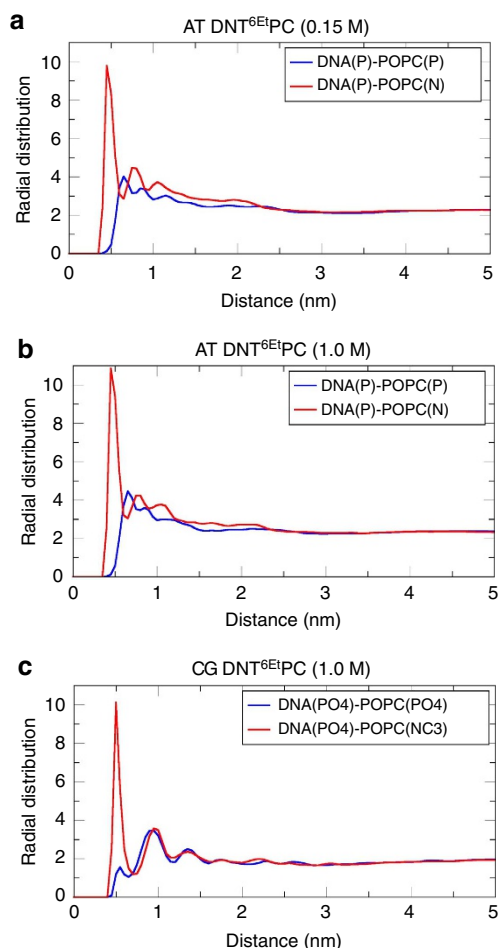 a
AT DNT6EtPC (0.15 M)
DNA(P)-POPC(P)
DNA(P)-POPC(N)
Radial distribution
10
8
6
4
2
0
0 1 2 3 4 5
Distance (nm)
b
AT DNT6EtPC (1.0 M)
DNA(P)-POPC(P)
DNA(P)-POPC(N)
Radial distribution
10
8
6
4
2
0
0 1 2 3 4 5
Distance (nm)
c
CG DNT6EtPC (1.0 M)
DNA(PO4)-POPC(PO4)
DNA(PO4)-POPC(NC3)
Radial distribution
10
8
6
4
2
0
0 1 2 3 4 5
Distance (nm)